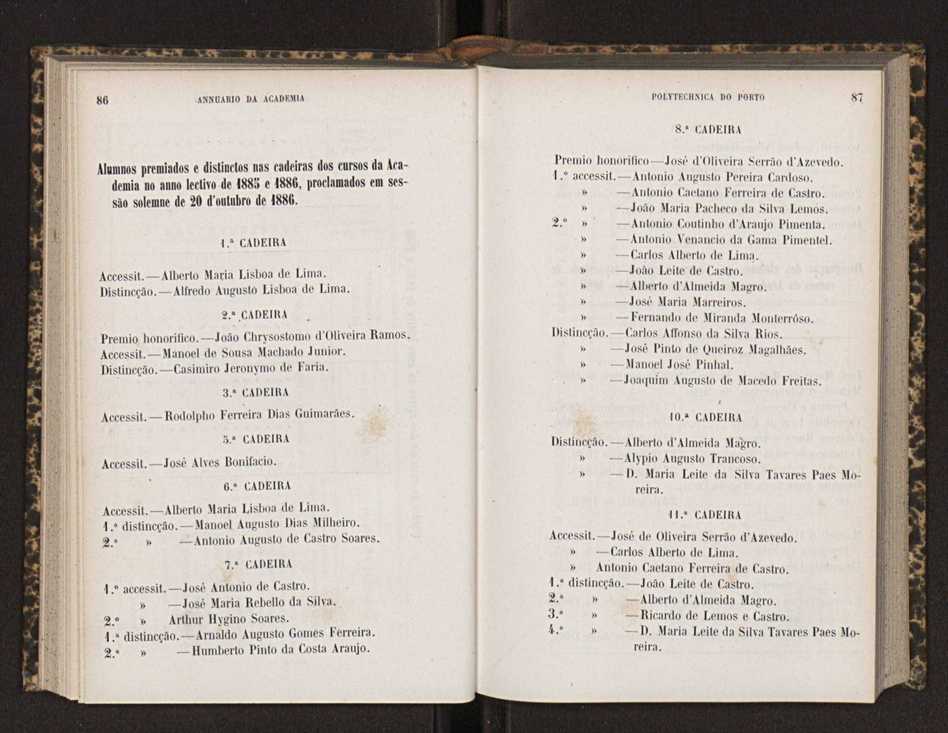 86
ANNUARIO DA ACADEMIA
Alumnos premiados e distinctos nas cadeiras dos cursos da Aca-
demia no anno lectivo de 1885 e 1886, proclamados em ses-
são solemne de 20 d'outubro de 1886.
1.ª CADEIRA
Accessit.—Alberto Maria Lisboa de Lima.
Distincção.—Alfredo Augusto Lisboa de Lima.
2.ª CADEIRA
Premio honorifico.—João Chrysostomo d'Oliveira Ramos.
Accessit.—Manoel de Sousa Machado Junior.
Distincção.—Casimiro Jeronymo de Faria.
3.ª CADEIRA
Accessit.—Rodolpho Ferreira Dias Guimarães.
5.ª CADEIRA
Accessit.—José Alves Bonifacio.
6.ª CADEIRA
Accessit.—Alberto Maria Lisboa de Lima.
1.ª distincção.—Manoel Augusto Dias Milheiro.
2.ª » —Antonio Augusto de Castro Soares.
7.ª CADEIRA
1.º accessit.—José Antonio de Castro.
» —José Maria Rebello da Silva.
2.º » Arthur Hygino Soares.
1.ª distincção.—Arnaldo Augusto Gomes Ferreira.
2.ª » —Humberto Pinto da Costa Araujo.
POLYTECHNICA DO PORTO
87
8.ª CADEIRA
Premio honorifico—José d'Oliveira Serrão d'Azevedo.
1.º accessit.—Antonio Augusto Pereira Cardoso.
» —Antonio Caetano Ferreira de Castro.
» —João Maria Pacheco da Silva Lemos.
2.º » —Antonio Coutinho d'Araujo Pimenta.
» —Antonio Venancio da Gama Pimentel.
» —Carlos Alberto de Lima.
» —João Leite de Castro.
» —Alberto d'Almeida Magro.
» —José Maria Marreiros.
» —Fernando de Miranda Monterróso.
Distincção.—Carlos Affonso da Silva Rios.
» —José Pinto de Queiroz Magalhães.
» —Manoel José Pinhal.
» —Joaquim Augusto de Macedo Freitas.
10.ª CADEIRA
Distincção.—Alberto d'Almeida Magro.
» —Alypio Augusto Trancoso.
» —D. Maria Leite da Silva Tavares Paes Mo-
reira.
11.ª CADEIRA
Accessit.—José de Oliveira Serrão d'Azevedo.
» —Carlos Alberto de Lima.
» Antonio Caetano Ferreira de Castro.
1.ª distincção.—João Leite de Castro.
2.ª » —Alberto d'Almeida Magro.
3.ª » —Ricardo de Lemos e Castro.
4.ª » —D. Maria Leite da Silva Tavares Paes Mo-
reira.